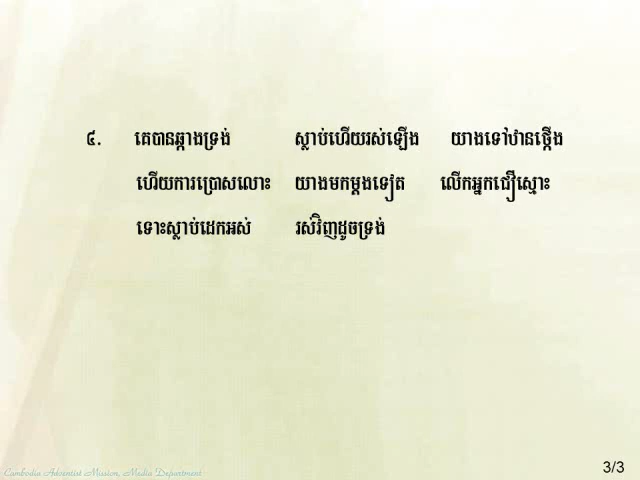 ៤. គេបានឆ្កាងទ្រង់ ស្លាប់ហើយរស់ឡើង យាងទៅឋានថ្កើង
ហើយការប្រោសលោះ យាងមកម្ដងទៀត លើកអ្នកជឿស្មោះ
ទោះស្លាប់ដេកអស់ រស់វិញដូចទ្រង់
Cambodia Adventist Mission, Media Department
3/3